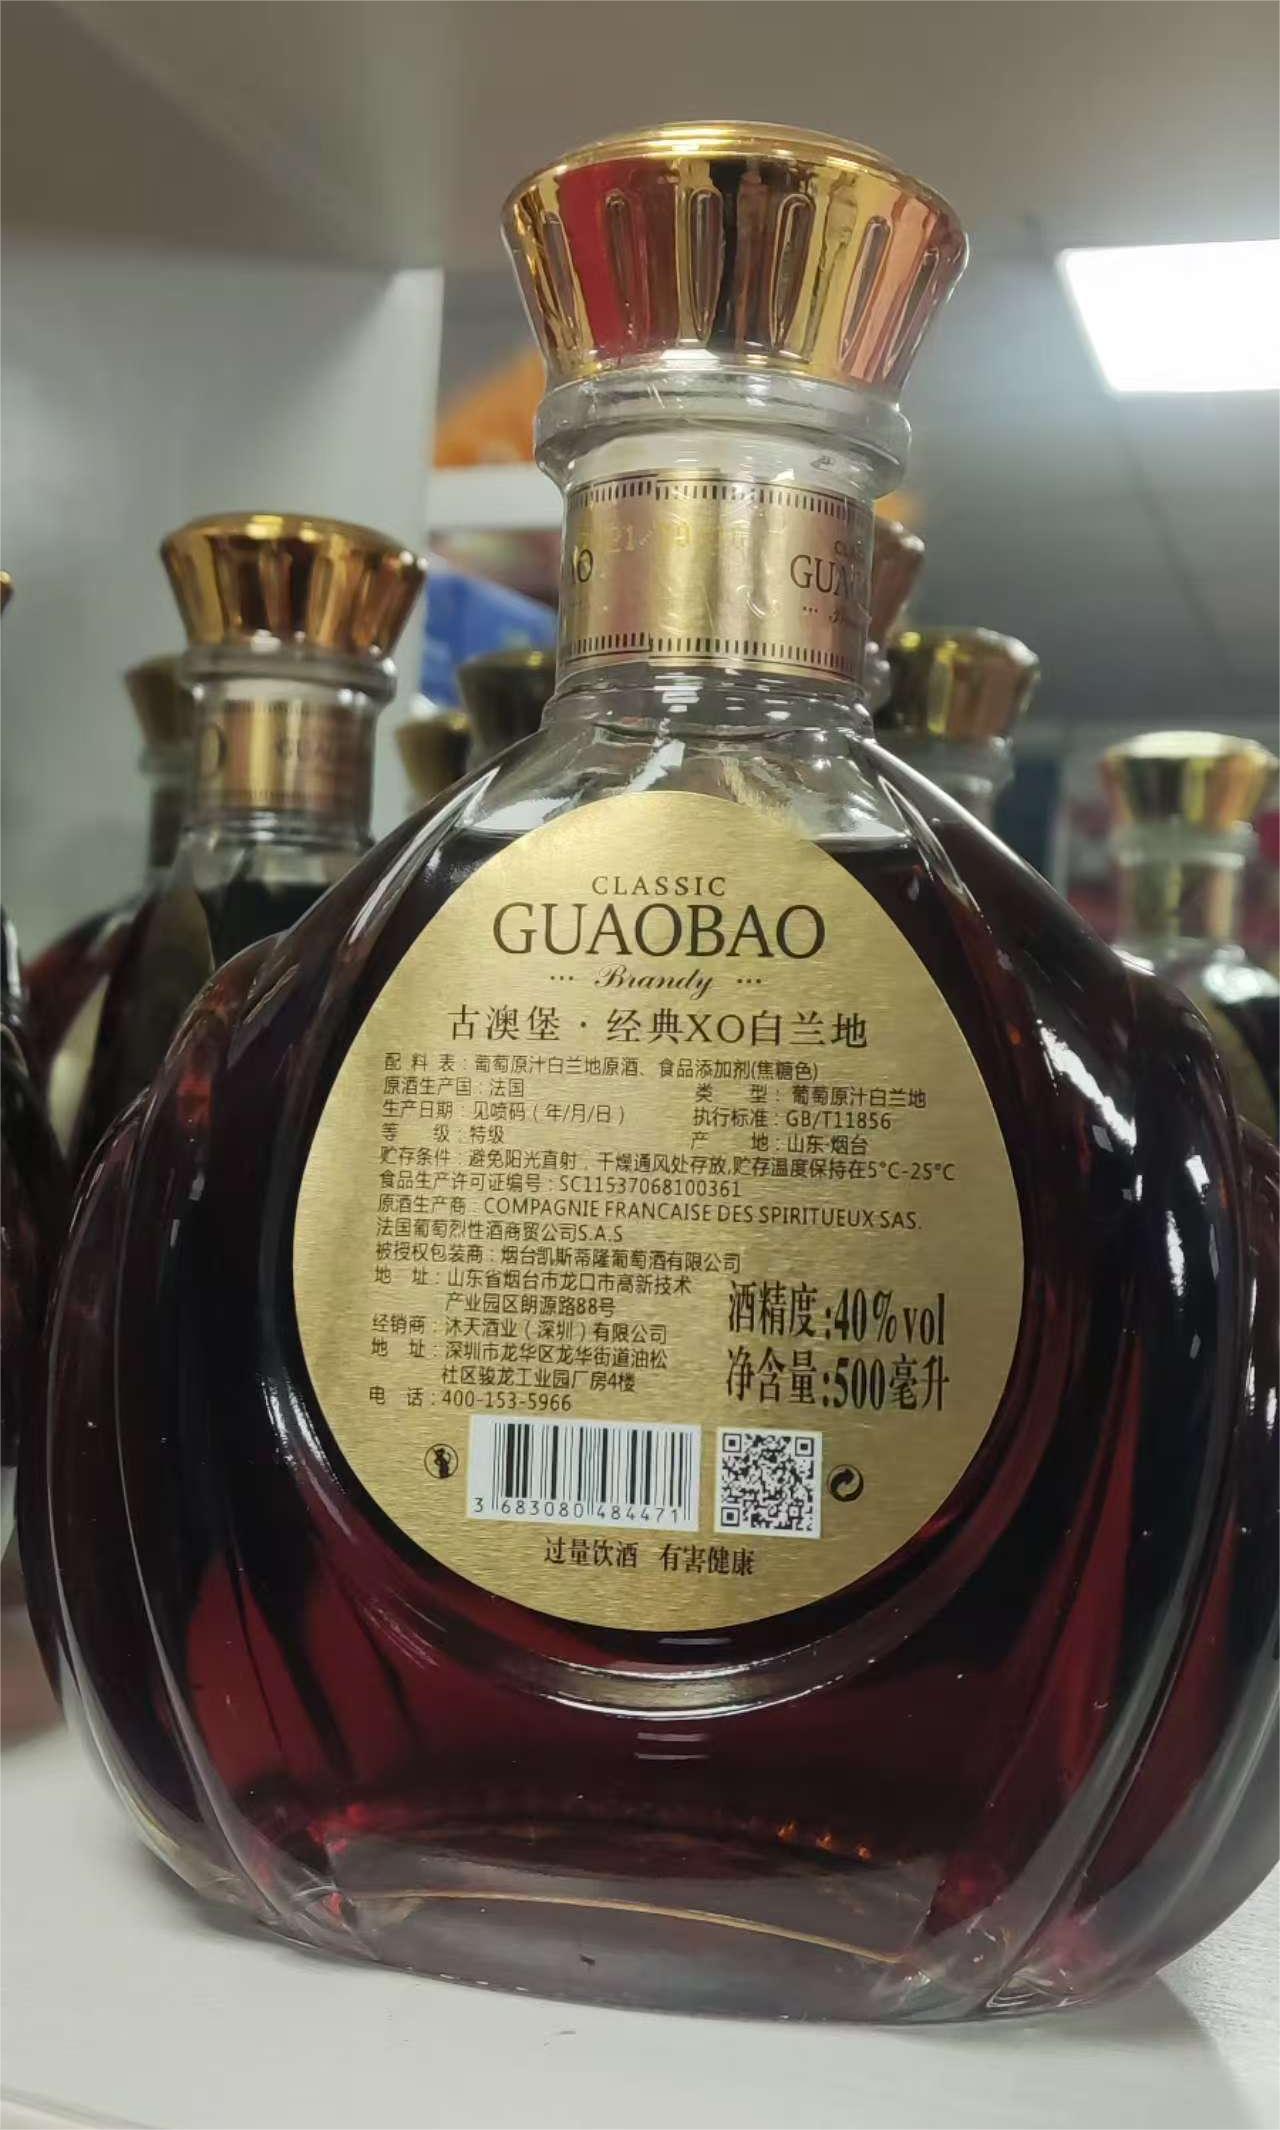 CLASSIC
GUAOBAO
··· Brandy ···
古澳堡·经典XO白兰地
配 料 表：葡萄原汁白兰地原酒、食品添加剂(焦糖色)
原酒生产国：法国 类 型：葡萄原汁白兰地
生产日期：见喷码（年/月/日） 执行标准：GB/T11856
等 级：特级 产 地：山东·烟台
贮存条件：避免阳光直射，干燥通风处存放,贮存温度保持在5°C-25°C
食品生产许可证编号：SC11537068100361
原酒生产商：COMPAGNIE FRANCAISE DES SPIRITUEUX SAS.
法国葡萄烈性酒商贸公司S.A.S
被授权包装商：烟台凯斯蒂隆葡萄酒有限公司
地 址：山东省烟台市龙口市高新技术
产业园区朗源路88号
经销商：沐天酒业（深圳）有限公司
地 址：深圳市龙华区龙华街道油松
社区骏龙工业园厂房4楼
电 话：400-153-5966
酒精度:40%vol
净含量:500毫升
3 683080 484471
过量饮酒 有害健康